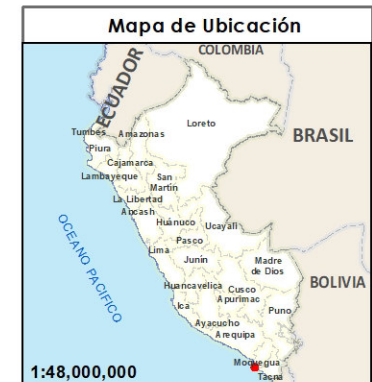 Mapa de Ubicación
COLOMBIA
ECUADOR
Loreto
Tumbes
Amazonas
BRASIL
Piura
Cajamarca
Lambayeque
San
Martín
La Libertad
Ancash
Huánuco
Ucayali
OCEANO PACIFICO
Pasco
Lima
Junín
Madre
de Dios
Huancavelica
Cusco
BOLIVIA
Apurimac
Ica
Puno
Ayacucho
Arequipa
Moquegua
1:48,000,000
Tacna